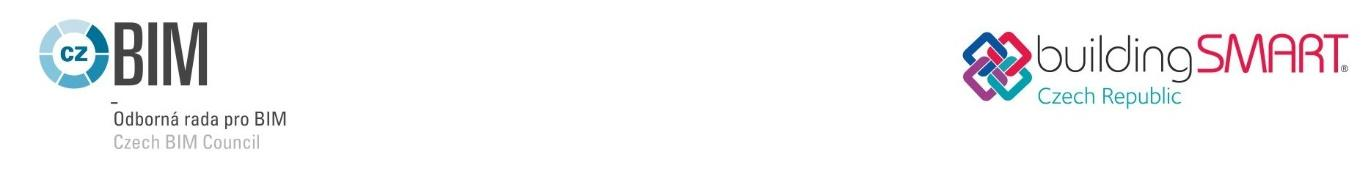 cz BIM
Odborná rada pro BIM
Czech BIM Council
buildingSMART®
Czech Republic